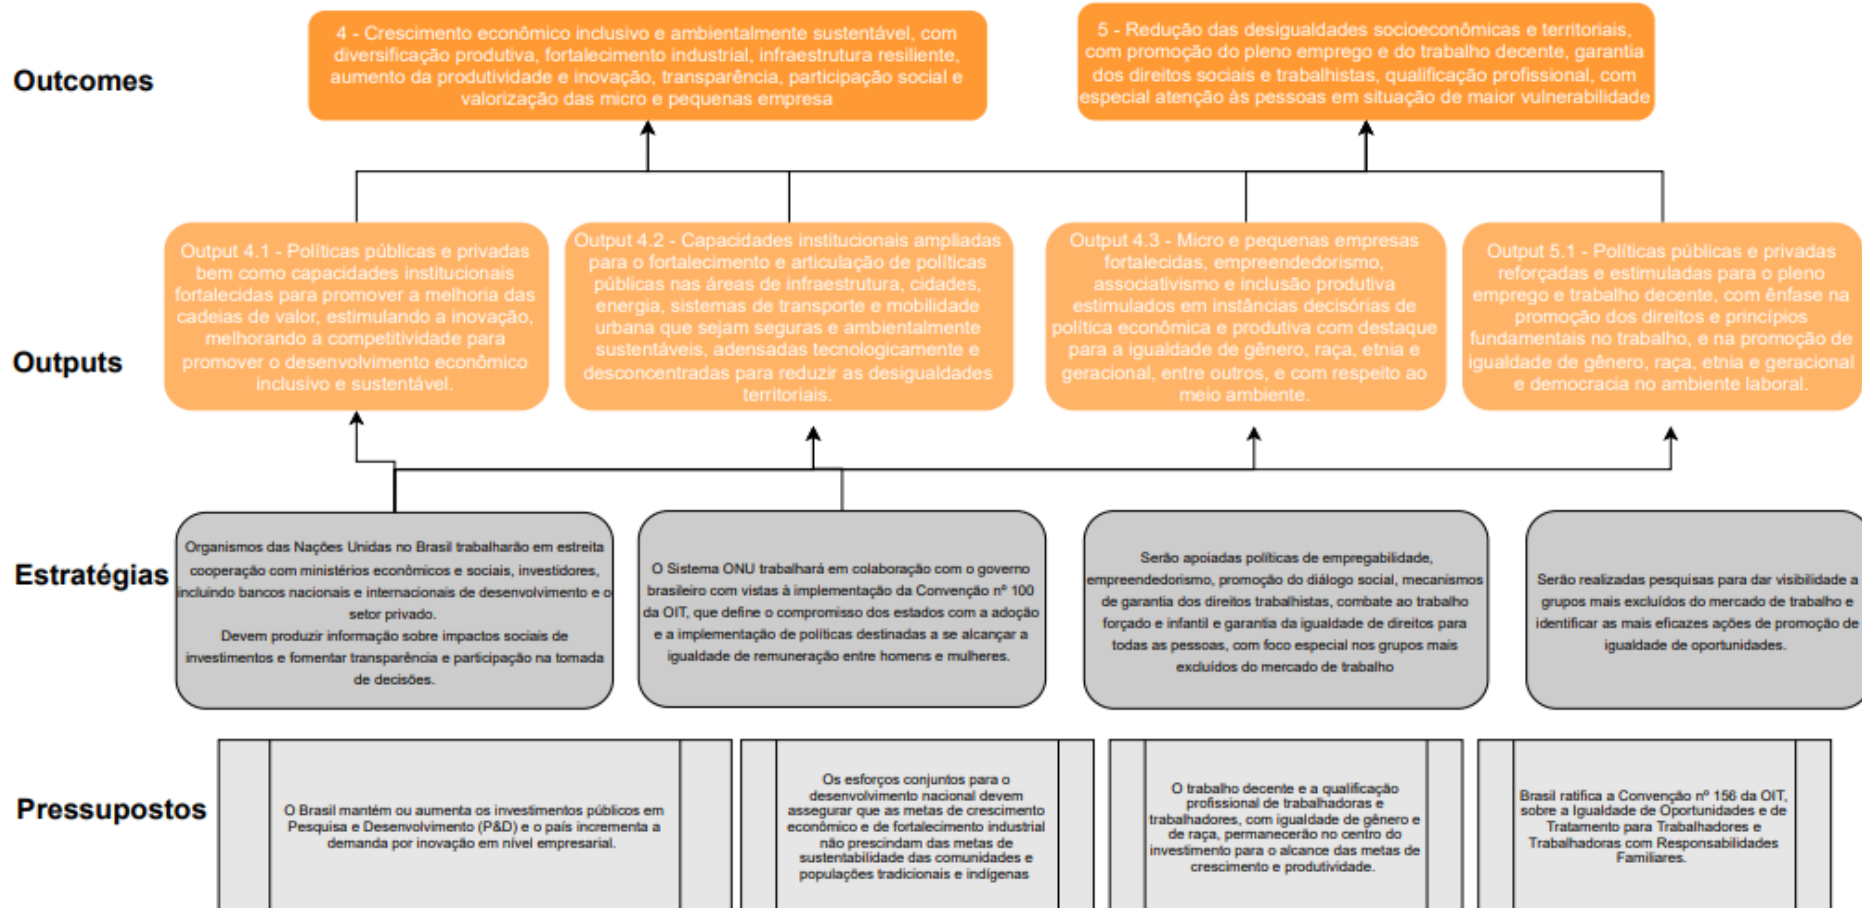 Outcomes
4 - Crescimento econômico inclusivo e ambientalmente sustentável, com
diversificação produtiva, fortalecimento industrial, infraestrutura resiliente,
aumento da produtividade e inovação, transparência, participação social e
valorização das micro e pequenas empresa
5 - Redução das desigualdades socioeconômicas e territoriais,
com promoção do pleno emprego e do trabalho decente, garantia
dos direitos sociais e trabalhistas, qualificação profissional, com
especial atenção às pessoas em situação de maior vulnerabilidade
Outputs
Output 4.1 - Políticas públicas e privadas
bem como capacidades institucionais
fortalecidas para promover a melhoria das
cadeias de valor, estimulando a inovação,
melhorando a competitividade para
promover o desenvolvimento econômico
inclusivo e sustentável.
Output 4.2 - Capacidades institucionais ampliadas
para o fortalecimento e articulação de políticas
públicas nas áreas de infraestrutura, cidades,
energia, sistemas de transporte e mobilidade
urbana que sejam seguras e ambientalmente
sustentáveis, adensadas tecnologicamente e
desconcentradas para reduzir as desigualdades
territoriais.
Output 4.3 - Micro e pequenas empresas
fortalecidas, empreendedorismo,
associativismo e inclusão produtiva
estimulados em instâncias decisórias de
política econômica e produtiva com destaque
para a igualdade de gênero, raça, etnia e
geracional, entre outros, e com respeito ao
meio ambiente.
Output 5.1 - Políticas públicas e privadas
reforçadas e estimuladas para o pleno
emprego e trabalho decente, com ênfase na
promoção dos direitos e princípios
fundamentais no trabalho, e na promoção de
igualdade de gênero, raça, etnia e geracional
e democracia no ambiente laboral.
Estratégias
Organismos das Nações Unidas no Brasil trabalharão em estreita
cooperação com ministérios econômicos e sociais, investidores,
incluindo bancos nacionais e internacionais de desenvolvimento e o
setor privado.
Devem produzir informação sobre impactos sociais de
investimentos e fomentar transparência e participação na tomada
de decisões.
O Sistema ONU trabalhará em colaboração com o governo
brasileiro com vistas à implementação da Convenção nº 100
da OIT, que define o compromisso dos estados com a adoção
e a implementação de políticas destinadas a se alcançar a
igualdade de remuneração entre homens e mulheres.
Serão apoiadas políticas de empregabilidade,
empreendedorismo, promoção do diálogo social, mecanismos
de garantia dos direitos trabalhistas, combate ao trabalho
forçado e infantil e garantia da igualdade de direitos para
todas as pessoas, com foco especial nos grupos mais
excluídos do mercado de trabalho
Serão realizadas pesquisas para dar visibilidade a
grupos mais excluídos do mercado de trabalho e
identificar as mais eficazes ações de promoção de
igualdade de oportunidades.
Pressupostos
O Brasil mantém ou aumenta os investimentos públicos em
Pesquisa e Desenvolvimento (P&D) e o país incrementa a
demanda por inovação em nível empresarial.
Os esforços conjuntos para o
desenvolvimento nacional devem
assegurar que as metas de crescimento
econômico e de fortalecimento industrial
não prescindam das metas de
sustentabilidade das comunidades e
populações tradicionais e indígenas
O trabalho decente e a qualificação
profissional de trabalhadoras e
trabalhadores, com igualdade de gênero e
de raça, permanecerão no centro do
investimento para o alcance das metas de
crescimento e produtividade.
Brasil ratifica a Convenção nº 156 da OIT,
sobre a Igualdade de Oportunidades e de
Tratamento para Trabalhadores e
Trabalhadoras com Responsabilidades
Familiares.